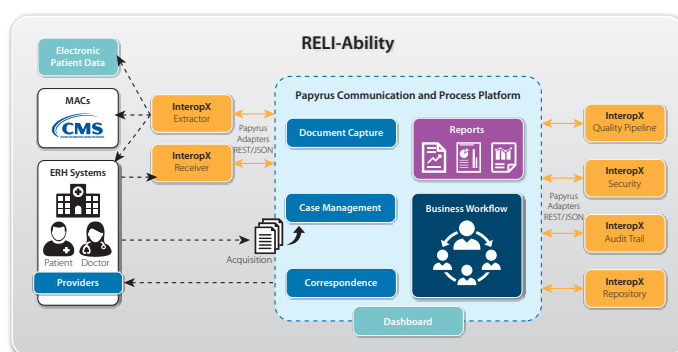 RELI-Ability
Electronic
Patient Data
MACs
CMS
ERH Systems
Patient
Doctor
Providers
InteropX
Extractor
InteropX
Receiver
Papyrus
Adapters
REST/JSON
Acquisition
Papyrus Communication and Process Platform
Document Capture
Reports
Case Management
Business Workflow
Correspondence
Dashboard
Papyrus
Adapters
REST/JSON
InteropX
Quality Pipeline
InteropX
Security
InteropX
Audit Trail
InteropX
Repository